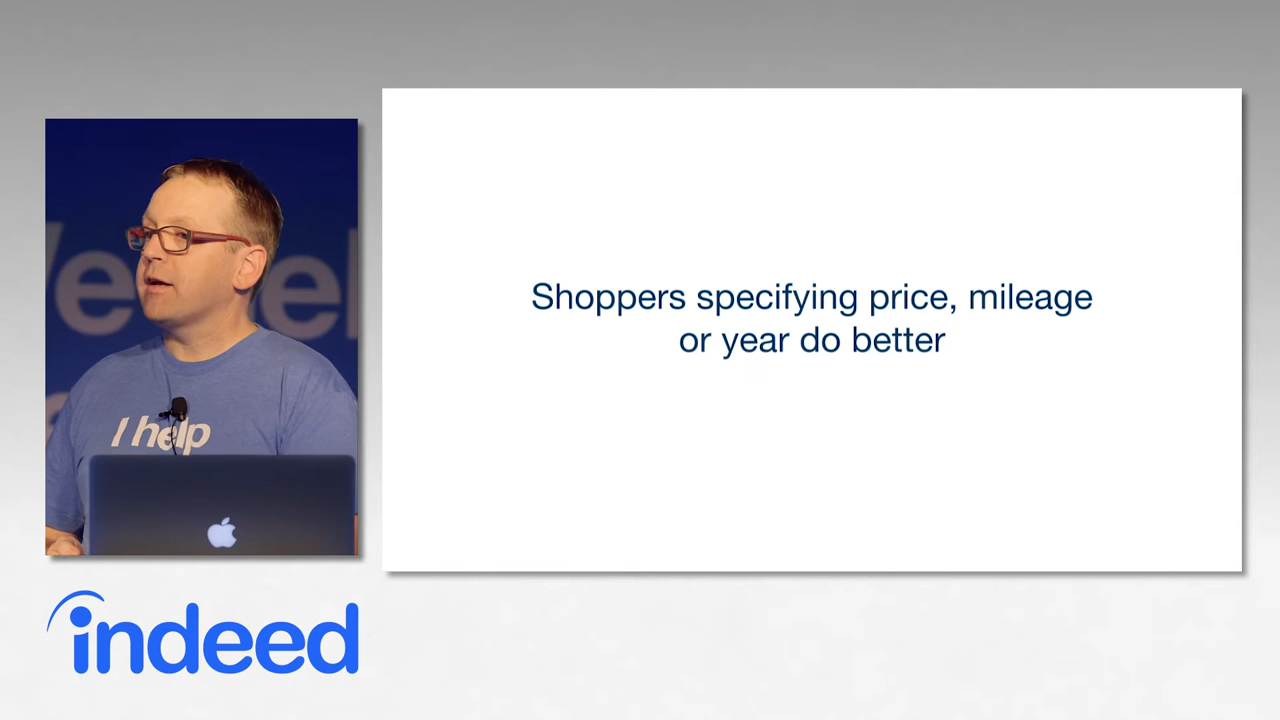 I help
indeed
Shoppers specifying price, mileage
or year do better